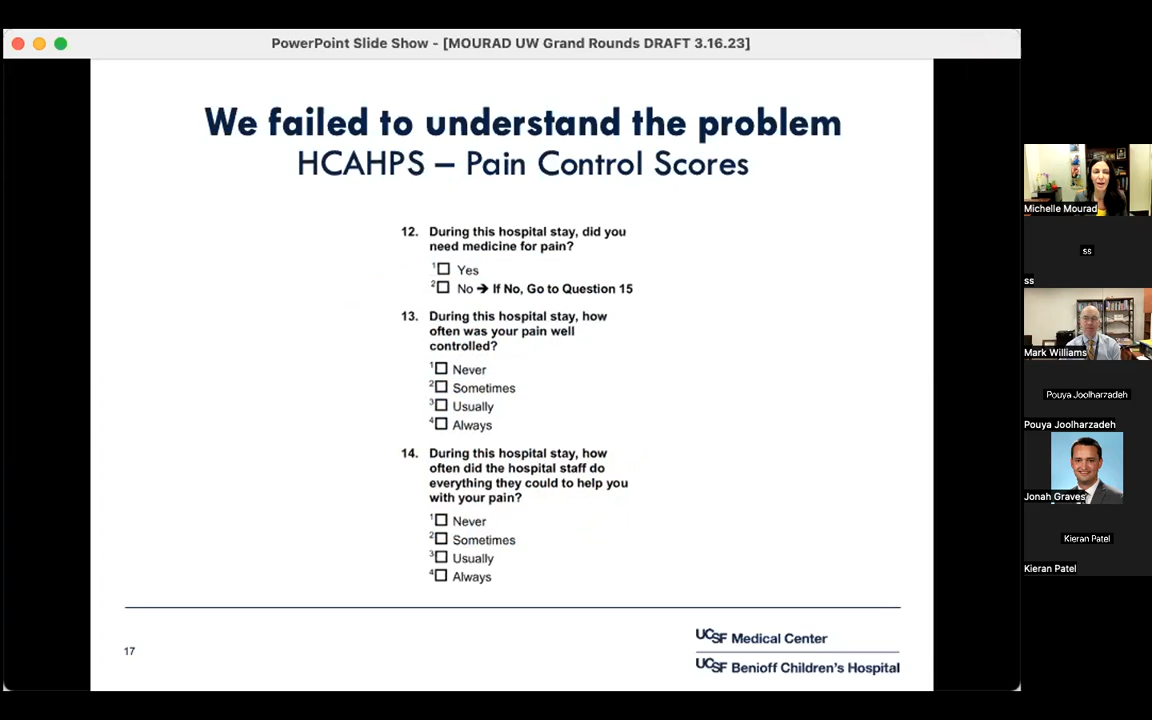 PowerPoint Slide Show - [MOURAD UW Grand Rounds DRAFT 3.16.23]
We failed to understand the problem
HCAHPS – Pain Control Scores
12. During this hospital stay, did you
need medicine for pain?
1 Yes
2 No ➔ If No, Go to Question 15
13. During this hospital stay, how
often was your pain well
controlled?
1 Never
2 Sometimes
3 Usually
4 Always
14. During this hospital stay, how
often did the hospital staff do
everything they could to help you
with your pain?
1 Never
2 Sometimes
3 Usually
4 Always
17
UCSF Medical Center
UCSF Benioff Children's Hospital
Michelle Mourad
ss
ss
Mark Williams
Pouya Joolharzadeh
Pouya Joolharzadeh
Jonah Graves
Kieran Patel
Kieran Patel